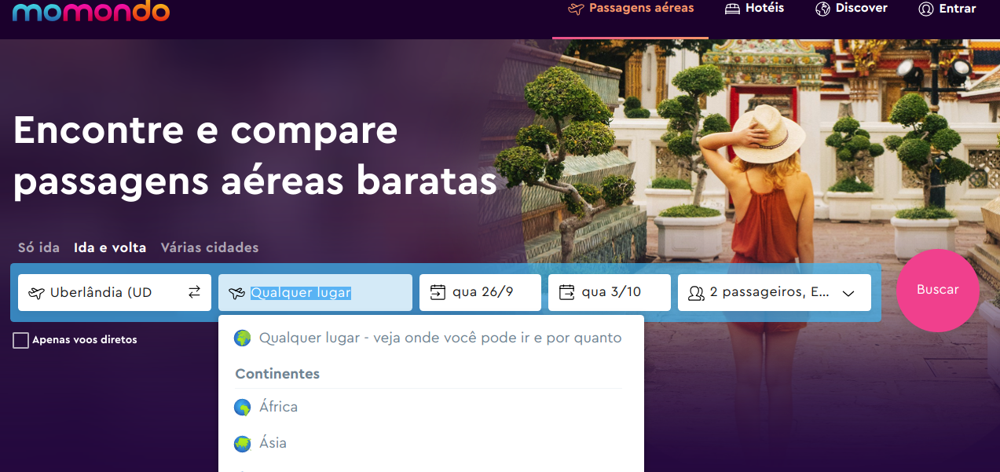 momondo
Passagens aéreas
Hotéis
Discover
Entrar
Encontre e compare
passagens aéreas baratas
Só ida
Ida e volta
Várias cidades
Uberlândia (UD
Qualquer lugar
qua 26/9
qua 3/10
2 passageiros, E...
Buscar
Apenas voos diretos
Qualquer lugar - veja onde você pode ir e por quanto
Continentes
África
Ásia